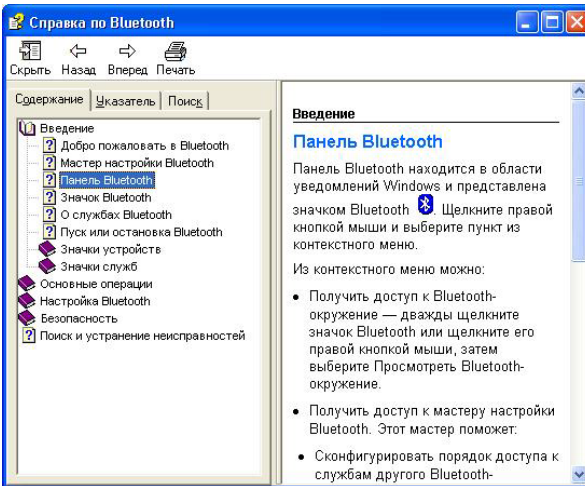 Справка по Bluetooth
Скрыть Назад Вперед Печать
Содержание Указатель Поиск
Введение
Добро пожаловать в Bluetooth
Мастер настройки Bluetooth
Панель Bluetooth
Значок Bluetooth
О службах Bluetooth
Пуск или остановка Bluetooth
Значки устройств
Значки служб
Основные операции
Настройка Bluetooth
Безопасность
Поиск и устранение неисправностей
Введение
Панель Bluetooth
Панель Bluetooth находится в области
уведомлений Windows и представлена
значком Bluetooth . Щелкните правой
кнопкой мыши и выберите пункт из
контекстного меню.
Из контекстного меню можно:
• Получить доступ к Bluetooth-
окружение — дважды щелкните
значок Bluetooth или щелкните его
правой кнопкой мыши, затем
выберите Просмотреть Bluetooth-
окружение.
• Получить доступ к мастеру настройки
Bluetooth. Этот мастер поможет:
• Сконфигурировать порядок доступа к
службам другого Bluetooth-